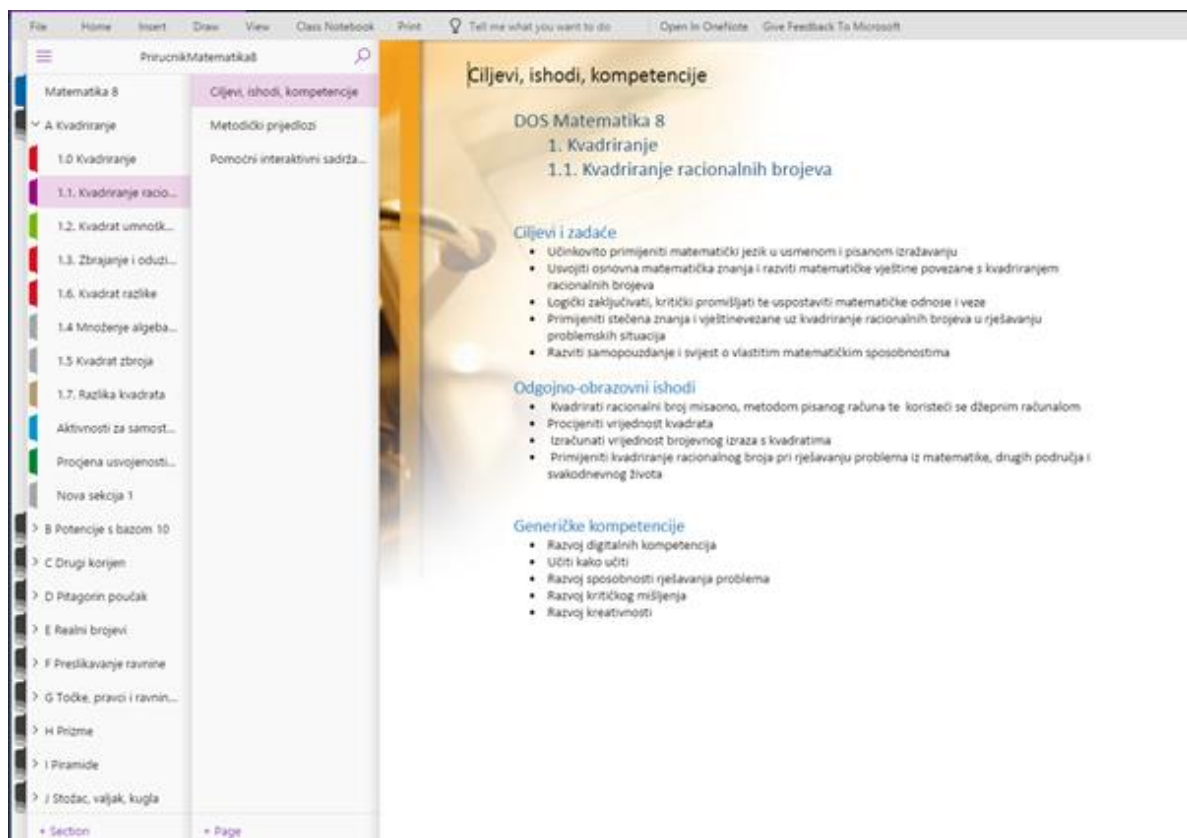 File Home Insert Draw View Class Notebook Print Tell me what you want to do Open In OneNote Give Feedback To Microsoft
PrirucnikMatematika8
Matematika 8
A Kvadriranje
1.0 Kvadriranje
1.1. Kvadriranje racio...
1.2. Kvadrat umnošk...
1.3. Zbrajanje i oduzi...
1.6. Kvadrat razlike
1.4 Množenje algeba...
1.5 Kvadrat zbroja
1.7. Razlika kvadrata
Aktivnosti za samost...
Procjena usvojenosti...
Nova sekcija 1
B Potencije s bazom 10
C Drugi korijen
D Pitagorin poučak
E Realni brojevi
F Preslikavanje ravnine
G Točke, pravci i ravnin...
H Prizme
I Piramide
J Stožac, valjak, kugla
+ Section
Ciljevi, ishodi, kompetencije
Metodički prijedlozi
Pomoćni interaktivni sadrža...
+ Page
Ciljevi, ishodi, kompetencije
DOS Matematika 8
1. Kvadriranje
1.1. Kvadriranje racionalnih brojeva
Ciljevi i zadaće
• Učinkovito primijeniti matematički jezik u usmenom i pisanom izražavanju
• Usvojiti osnovna matematička znanja i razviti matematičke vještine povezane s kvadriranjem
racionalnih brojeva
• Logički zaključivati, kritički promišljati te uspostaviti matematičke odnose i veze
• Primijeniti stečena znanja i vještinevezane uz kvadriranje racionalnih brojeva u rješavanju
problemskih situacija
• Razviti samopouzdanje i svijest o vlastitim matematičkim sposobnostima
Odgojno-obrazovni ishodi
• Kvadrirati racionalni broj misaono, metodom pisanog računa te koristeći se džepnim računalom
• Procijeniti vrijednost kvadrata
• Izračunati vrijednost brojevnog izraza s kvadratima
• Primijeniti kvadriranje racionalnog broja pri rješavanju problema iz matematike, drugih područja i
svakodnevnog života
Generičke kompetencije
• Razvoj digitalnih kompetencija
• Učiti kako učiti
• Razvoj sposobnosti rješavanja problema
• Razvoj kritičkog mišljenja
• Razvoj kreativnosti